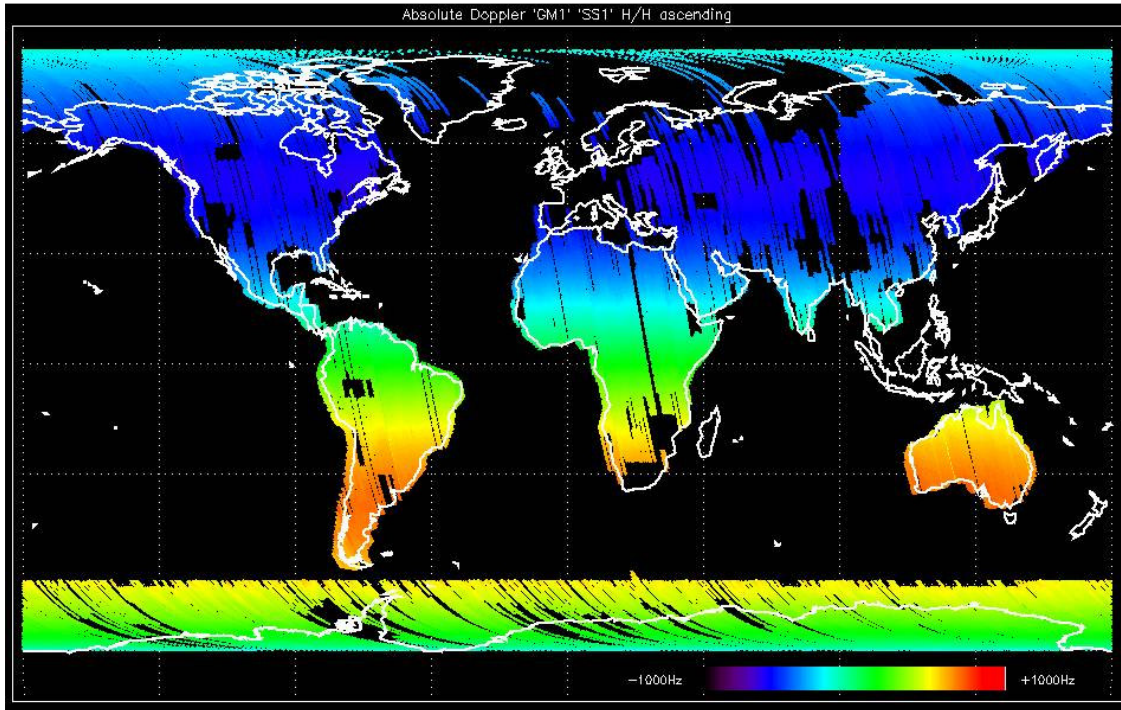 Absolute Doppler 'GM1' 'SS1' H/H ascending
−1000Hz +1000Hz